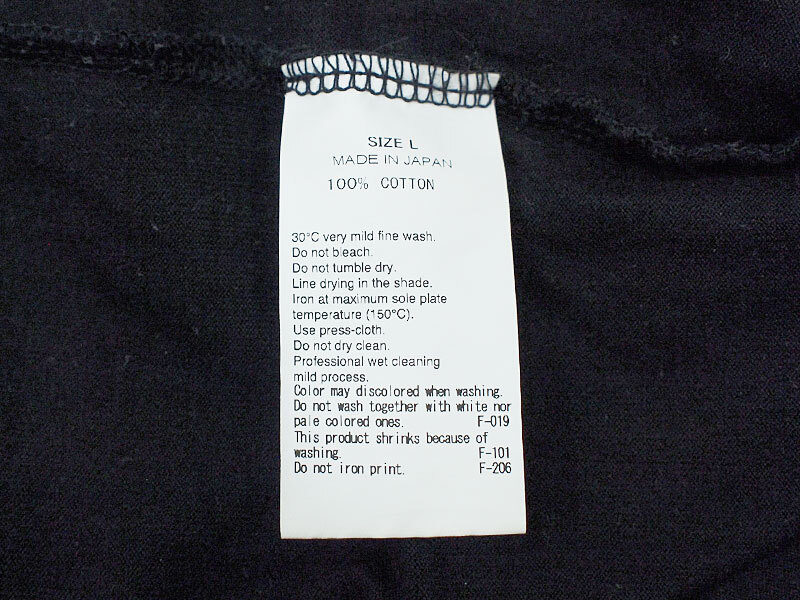 SIZE L
MADE IN JAPAN
100% COTTON
30°C very mild fine wash.
Do not bleach.
Do not tumble dry.
Line drying in the shade.
Iron at maximum sole plate
temperature (150°C).
Use press-cloth.
Do not dry clean.
Professional wet cleaning
mild process.
Color may discolored when washing.
Do not wash together with white nor
pale colored ones. F-019
This product shrinks because of
washing. F-101
Do not iron print. F-206